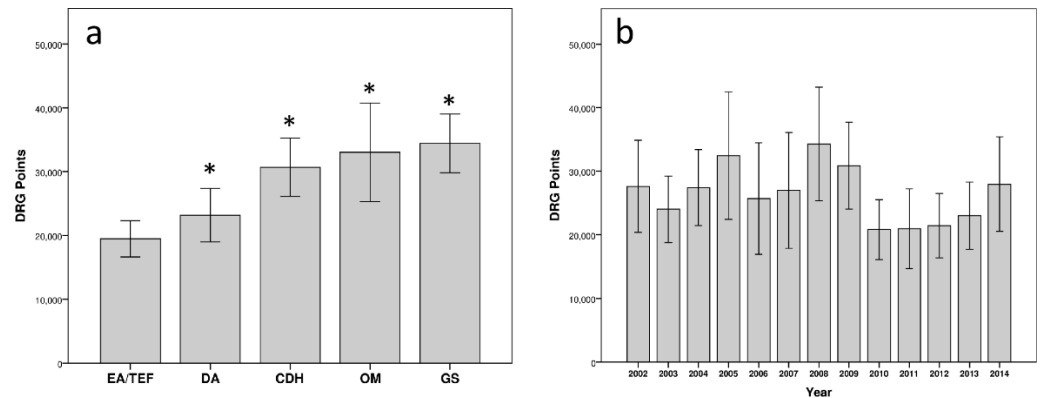 a
50,000
40,000
30,000
20,000
10,000
0
DRG Points
* * * *
EA/TEF DA CDH OM GS
b
50,000
40,000
30,000
20,000
10,000
0
DRG Points
2002 2003 2004 2005 2006 2007 2008 2009 2010 2011 2012 2013 2014
Year